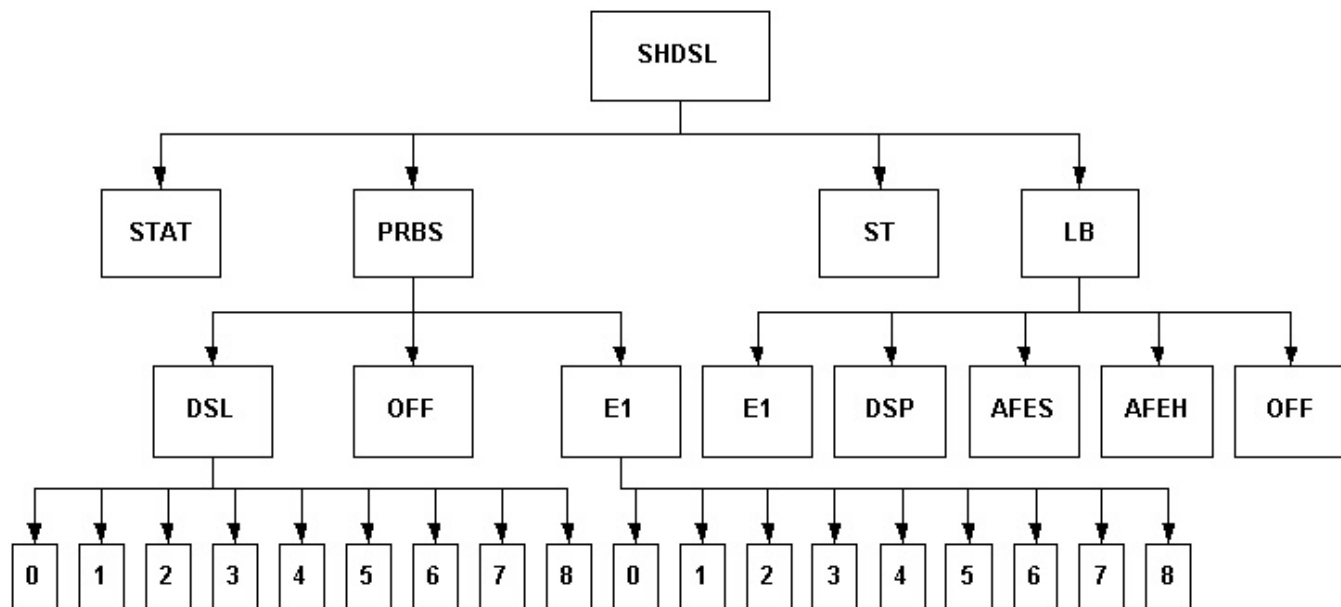 SHDSL
STAT PRBS ST LB
DSL OFF E1 E1 DSP AFES AFEH OFF
0 1 2 3 4 5 6 7 8 0 1 2 3 4 5 6 7 8